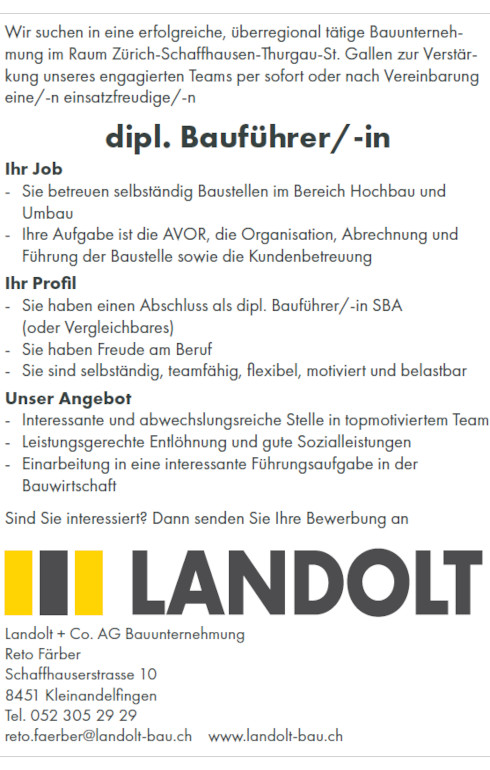 Wir suchen in eine erfolgreiche, überregional tätige Bauunterneh-
mung im Raum Zürich-Schaffhausen-Thurgau-St. Gallen zur Verstär-
kung unseres engagierten Teams per sofort oder nach Vereinbarung
eine/-n einsatzfreudige/-n
dipl. Bauführer/-in
Ihr Job
- Sie betreuen selbständig Baustellen im Bereich Hochbau und
Umbau
- Ihre Aufgabe ist die AVOR, die Organisation, Abrechnung und
Führung der Baustelle sowie die Kundenbetreuung
Ihr Profil
- Sie haben einen Abschluss als dipl. Bauführer/-in SBA
(oder Vergleichbares)
- Sie haben Freude am Beruf
- Sie sind selbständig, teamfähig, flexibel, motiviert und belastbar
Unser Angebot
- Interessante und abwechslungsreiche Stelle in topmotiviertem Team
- Leistungsgerechte Entlöhnung und gute Sozialleistungen
- Einarbeitung in eine interessante Führungsaufgabe in der
Bauwirtschaft
Sind Sie interessiert? Dann senden Sie Ihre Bewerbung an
LANDOLT
Landolt + Co. AG Bauunternehmung
Reto Färber
Schaffhauserstrasse 10
8451 Kleinandelfingen
Tel. 052 305 29 29
reto.faerber@landolt-bau.ch www.landolt-bau.ch